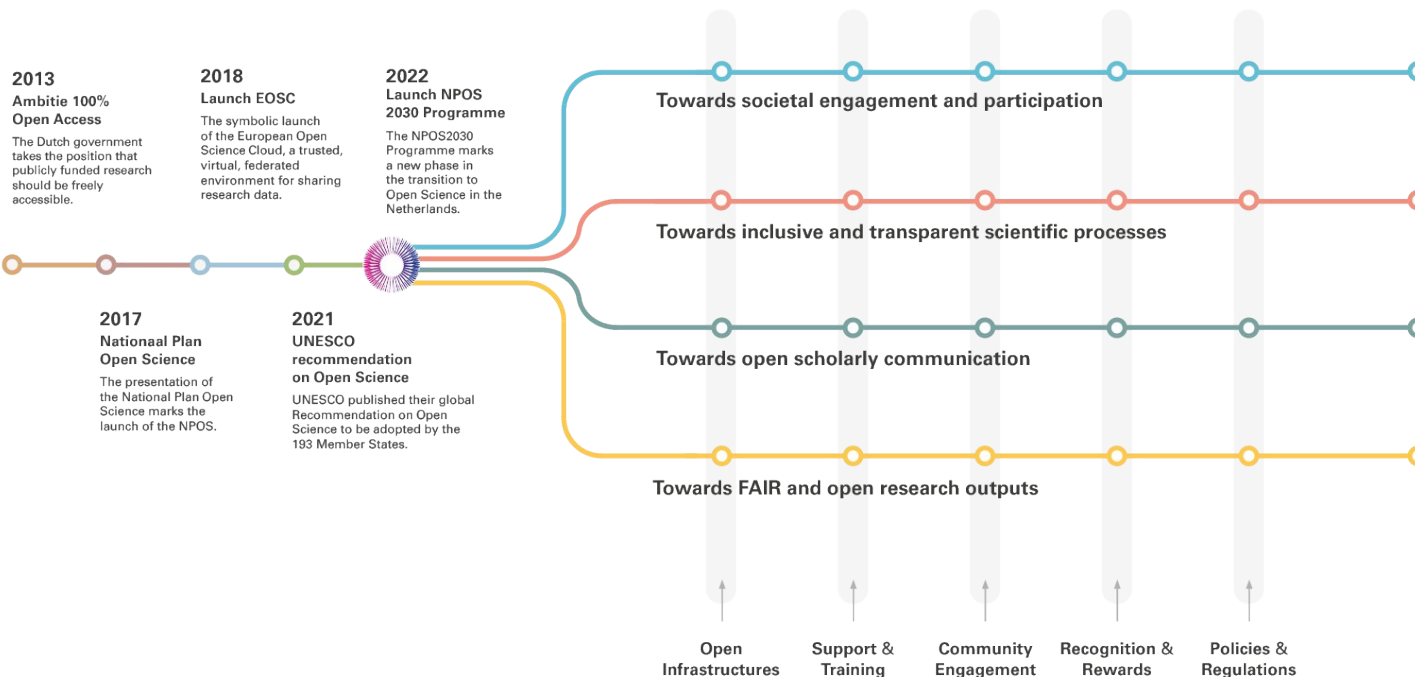 2013
Ambitie 100%
Open Access
The Dutch government
takes the position that
publicly funded research
should be freely
accessible.
2018
Launch EOSC
The symbolic launch
of the European Open
Science Cloud, a trusted,
virtual, federated
environment for sharing
research data.
2022
Launch NPOS
2030 Programme
The NPOS2030
Programme marks
a new phase in
the transition to
Open Science in the
Netherlands.
2017
Nationaal Plan
Open Science
The presentation of
the National Plan Open
Science marks the
launch of the NPOS.
2021
UNESCO
recommendation
on Open Science
UNESCO published their global
Recommendation on Open
Science to be adopted by the
193 Member States.
Towards societal engagement and participation
Towards inclusive and transparent scientific processes
Towards open scholarly communication
Towards FAIR and open research outputs
Open
Infrastructures
Support &
Training
Community
Engagement
Recognition &
Rewards
Policies &
Regulations